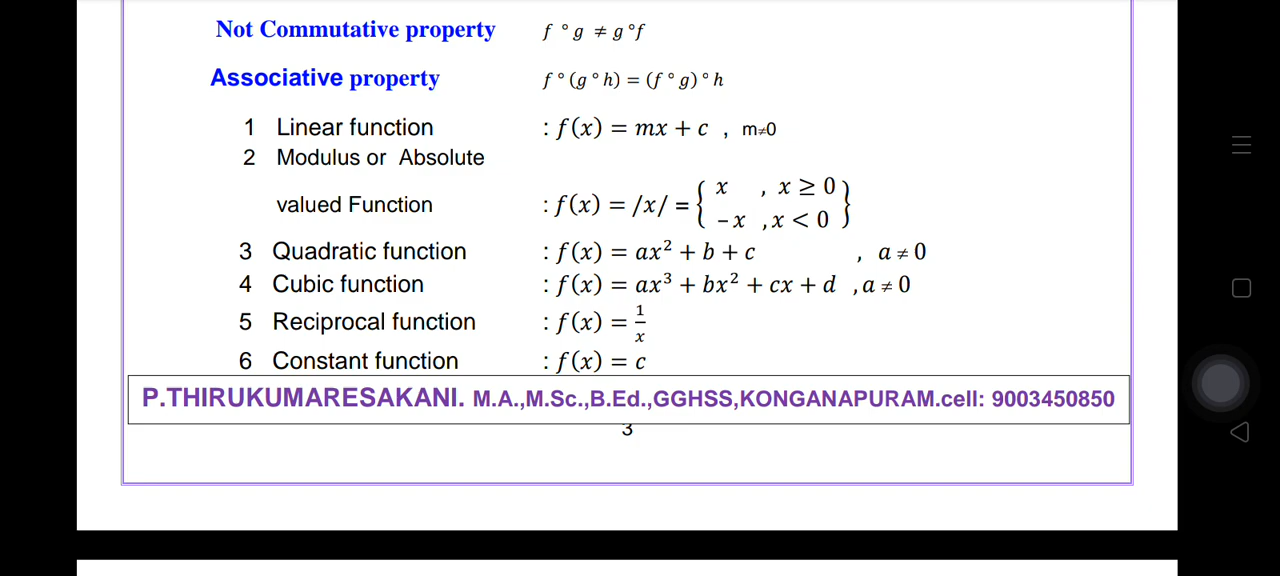 Not Commutative property f ° g ≠ g °f
Associative property f ° (g ° h) = (f ° g) ° h
1 Linear function : f(x) = mx + c , m≠0
2 Modulus or Absolute
valued Function : f(x) = /x/ = { x , x ≥ 0 −x , x < 0 }
3 Quadratic function : f(x) = ax² + b + c , a ≠ 0
4 Cubic function : f(x) = ax³ + bx² + cx + d , a ≠ 0
5 Reciprocal function : f(x) = 1/x
6 Constant function : f(x) = c
P.THIRUKUMARESAKANI. M.A.,M.Sc.,B.Ed.,GGHSS,KONGANAPURAM.cell: 9003450850
3